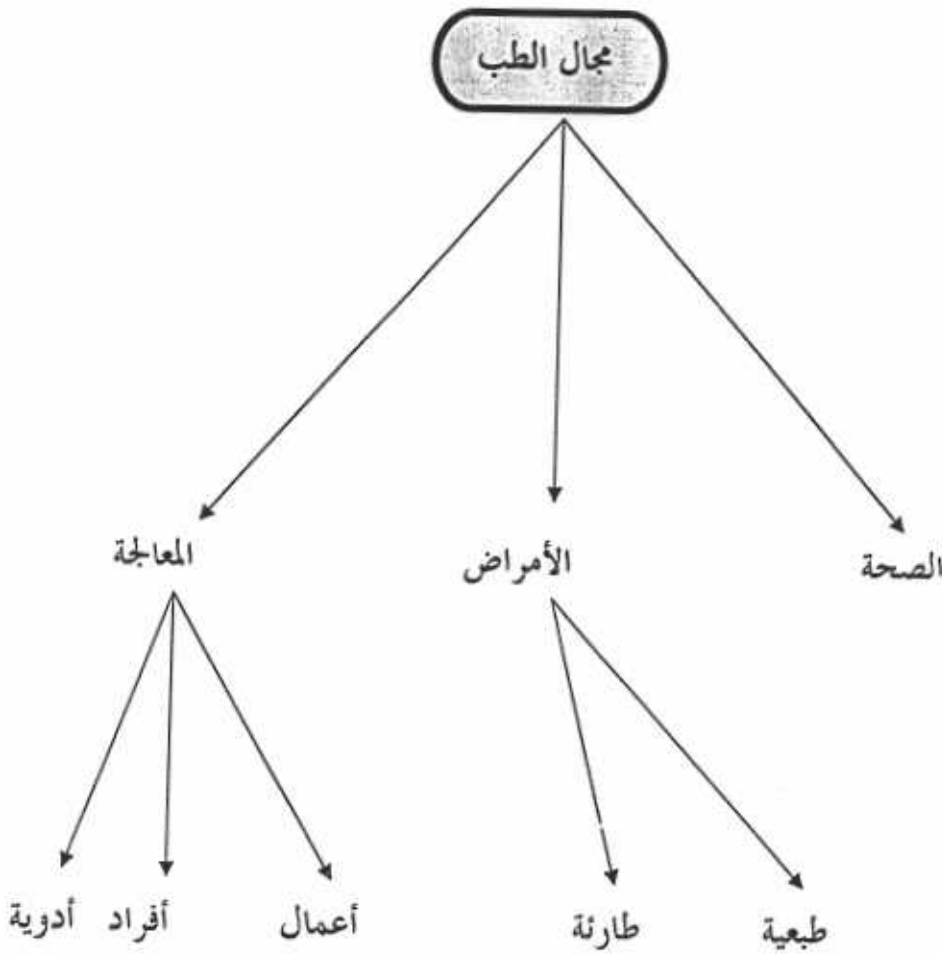 مجال الطب
الصحة الأمراض المعالجة
طبعية طارئة أعمال أفراد أدوية